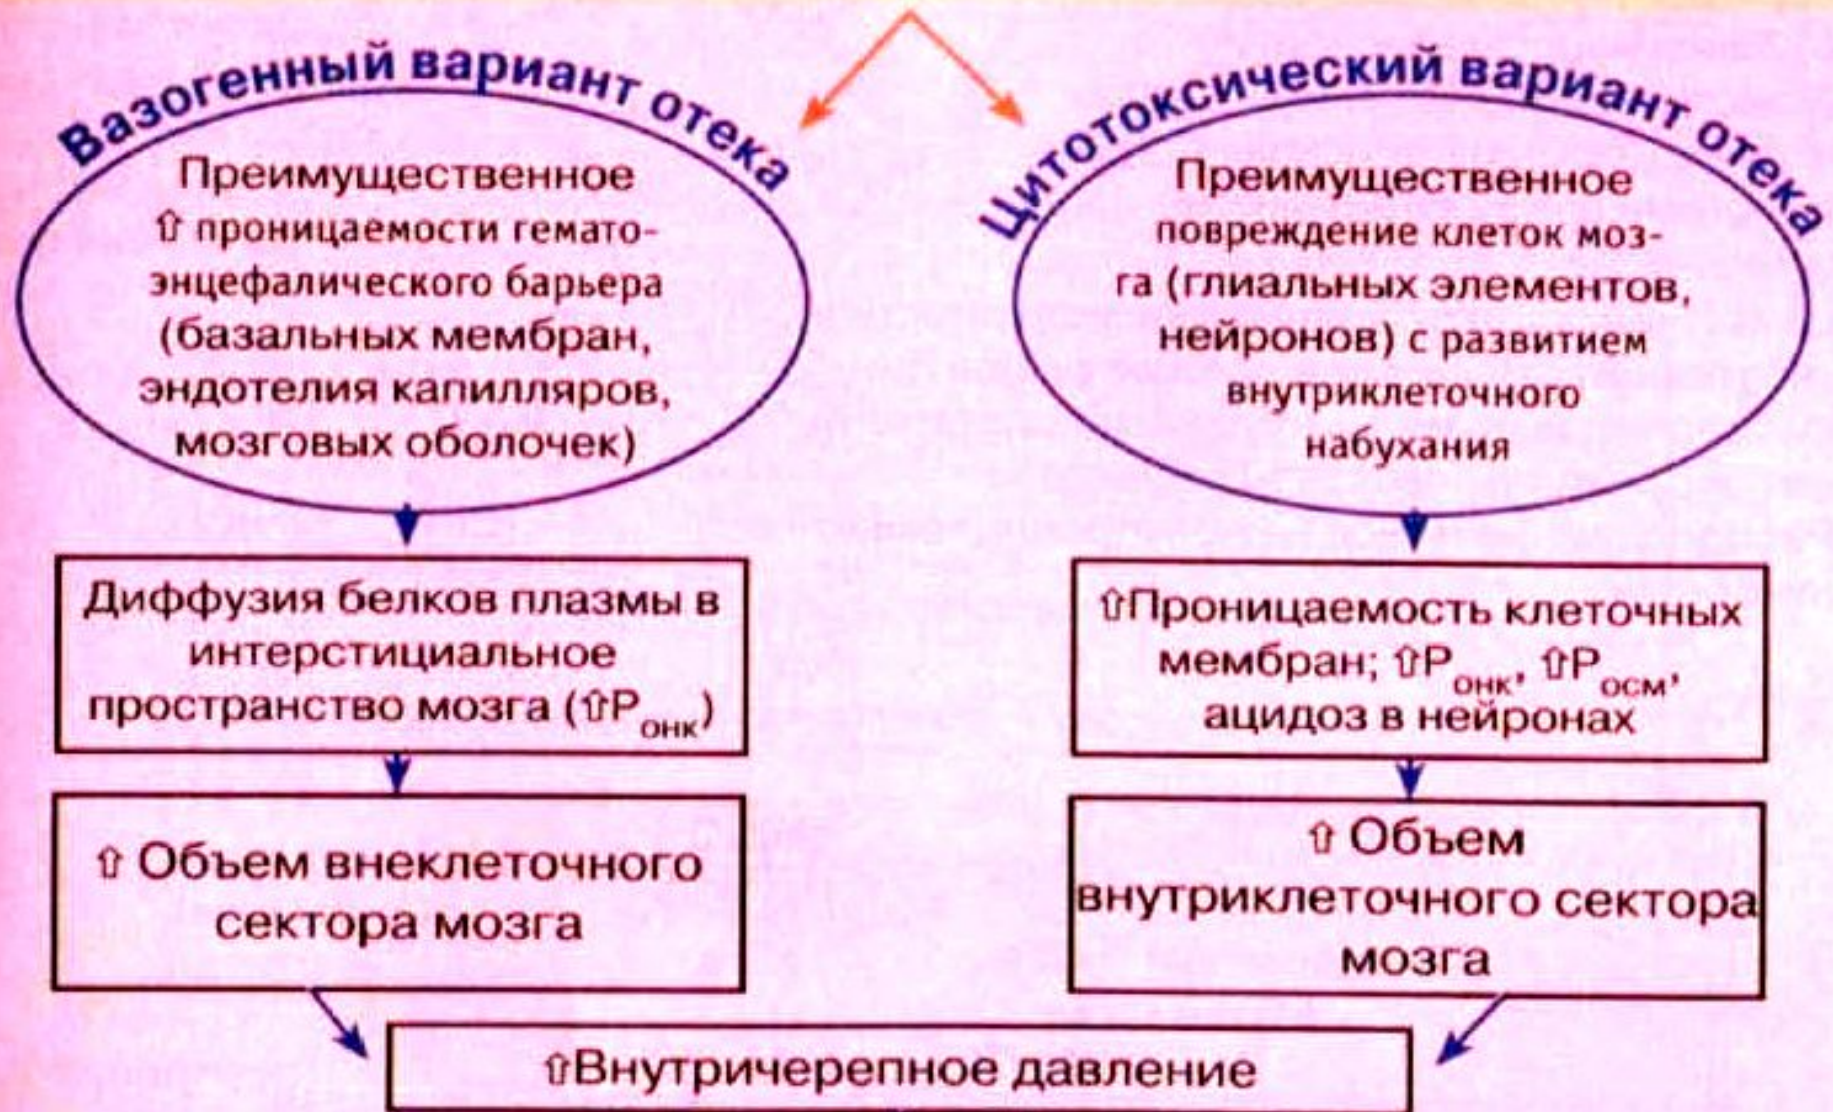 Вазогенный вариант отека
Преимущественное
⇧ проницаемости гемато-
энцефалического барьера
(базальных мембран,
эндотелия капилляров,
мозговых оболочек)
Диффузия белков плазмы в
интерстициальное
пространство мозга (⇧Pонк)
⇧ Объем внеклеточного
сектора мозга
Цитотоксический вариант отека
Преимущественное
повреждение клеток моз-
га (глиальных элементов,
нейронов) с развитием
внутриклеточного
набухания
⇧Проницаемость клеточных
мембран; ⇧Pонк, ⇧Pосм,
ацидоз в нейронах
⇧ Объем
внутриклеточного сектора
мозга
⇧Внутричерепное давление